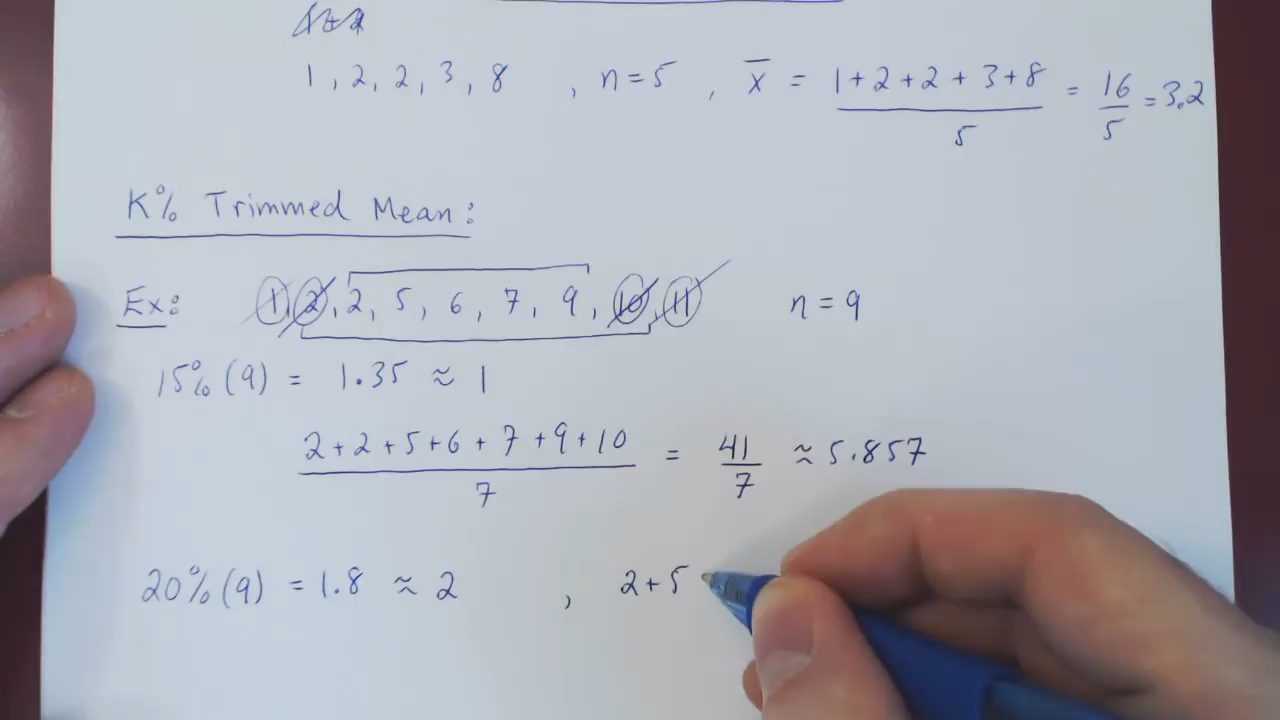 1, 2, 2, 3, 8 , n = 5 , x̄ = 1+2+2+3+8 / 5 = 16 / 5 = 3.2
K% Trimmed Mean:
Ex: 1, 2, 2, 5, 6, 7, 9, 10, 11 n = 9
15% (9) = 1.35 ≈ 1
2+2+5+6+7+9+10 / 7 = 41 / 7 ≈ 5.857
20% (9) = 1.8 ≈ 2 , 2+5